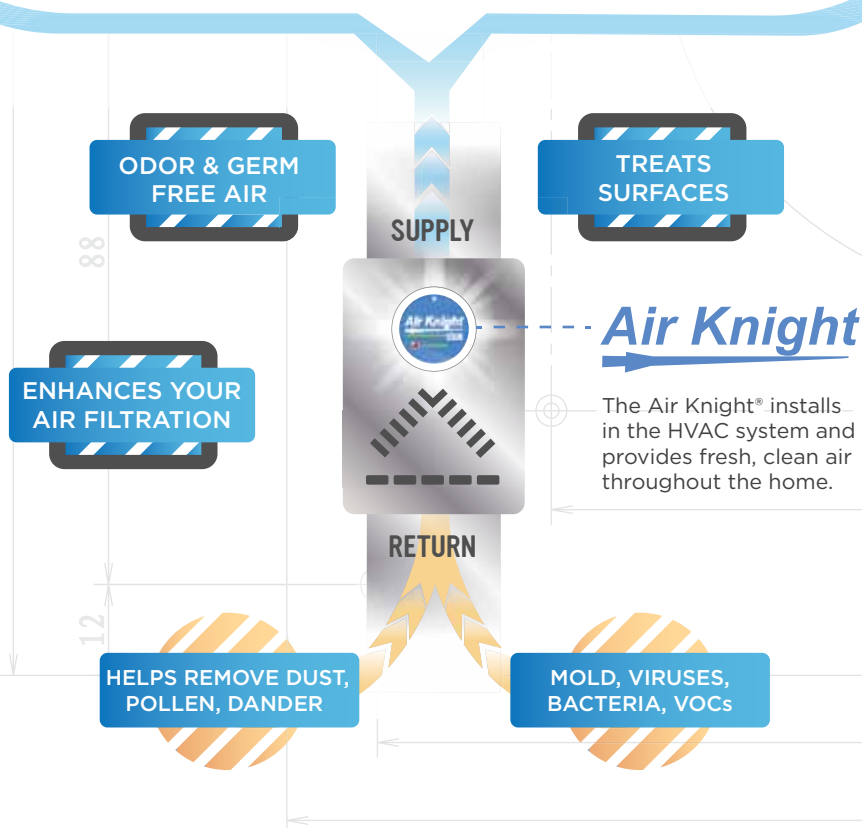 ODOR & GERM
FREE AIR
TREATS
SURFACES
SUPPLY
88
Air Knight
Air Knight
ENHANCES YOUR
AIR FILTRATION
The Air Knight® installs
in the HVAC system and
provides fresh, clean air
throughout the home.
RETURN
12
HELPS REMOVE DUST,
POLLEN, DANDER
MOLD, VIRUSES,
BACTERIA, VOCs